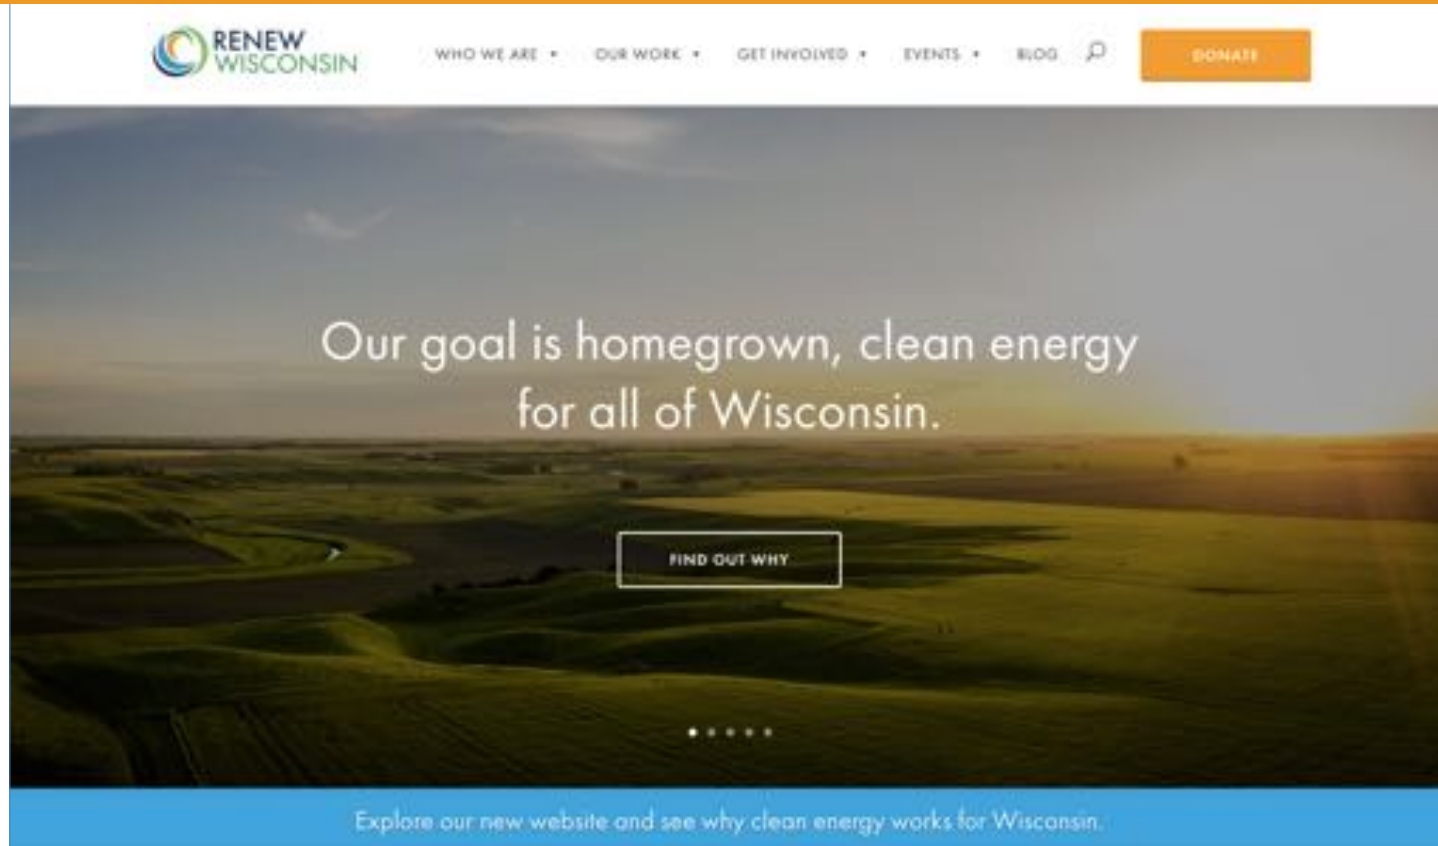 RENEW
WISCONSIN
WHO WE ARE
OUR WORK
GET INVOLVED
EVENTS
BLOG
DONATE
Our goal is homegrown, clean energy
for all of Wisconsin.
FIND OUT WHY
Explore our new website and see why clean energy works for Wisconsin.